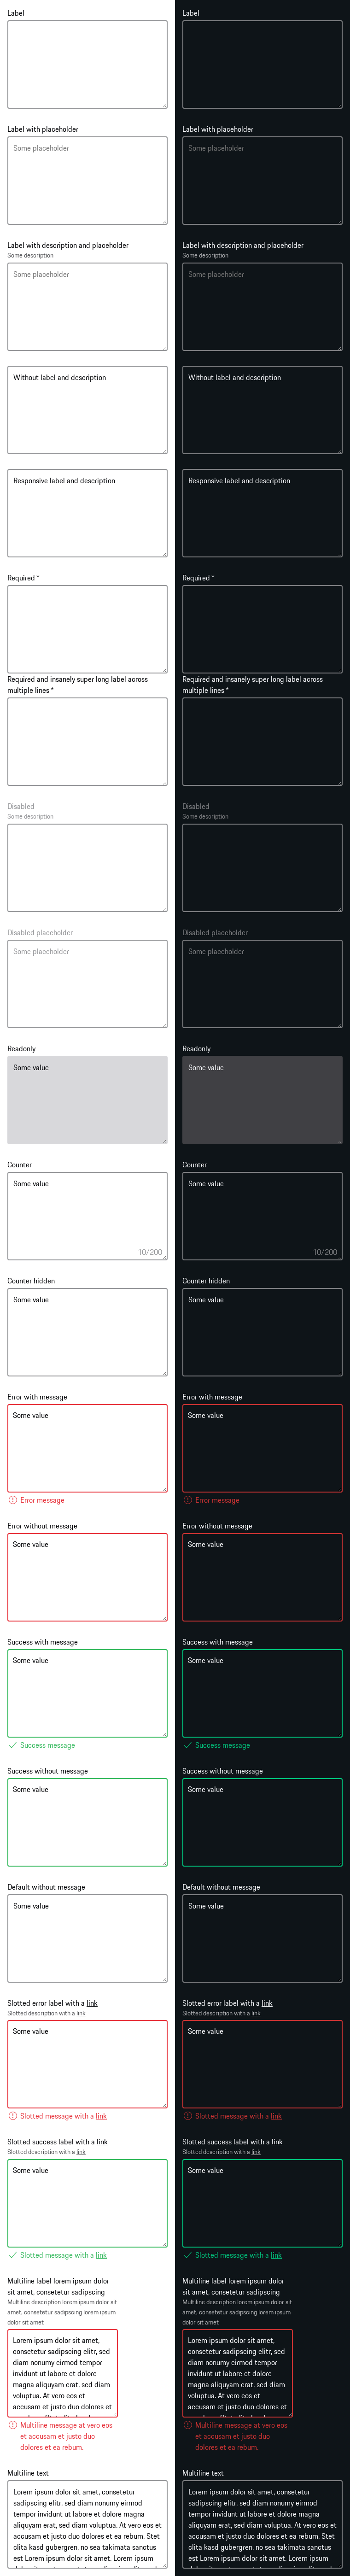 Label
Label with placeholder
Some placeholder
Label with description and placeholder
Some description
Some placeholder
Without label and description
Responsive label and description
Required *
Required and insanely super long label across
multiple lines *
Disabled
Some description
Disabled placeholder
Some placeholder
Readonly
Some value
Counter
Some value
10/200
Counter hidden
Some value
Error with message
Some value
Error message
Error without message
Some value
Success with message
Some value
Success message
Success without message
Some value
Default without message
Some value
Slotted error label with a link
Slotted description with a link
Some value
Slotted message with a link
Slotted success label with a link
Slotted description with a link
Some value
Slotted message with a link
Multiline label lorem ipsum dolor
sit amet, consetetur sadipscing
Multiline description lorem ipsum dolor sit
amet, consetetur sadipscing lorem ipsum
dolor sit amet
Lorem ipsum dolor sit amet,
consetetur sadipscing elitr, sed
diam nonumy eirmod tempor
invidunt ut labore et dolore
magna aliquyam erat, sed diam
voluptua. At vero eos et
accusam et justo duo dolores et
Multiline message at vero eos
et accusam et justo duo
dolores et ea rebum.
Multiline text
Lorem ipsum dolor sit amet, consetetur
sadipscing elitr, sed diam nonumy eirmod
tempor invidunt ut labore et dolore magna
aliquyam erat, sed diam voluptua. At vero eos et
accusam et justo duo dolores et ea rebum. Stet
clita kasd gubergren, no sea takimata sanctus
est Lorem ipsum dolor sit amet. Lorem ipsum
Label
Label with placeholder
Some placeholder
Label with description and placeholder
Some description
Some placeholder
Without label and description
Responsive label and description
Required *
Required and insanely super long label across
multiple lines *
Disabled
Some description
Disabled placeholder
Some placeholder
Readonly
Some value
Counter
Some value
10/200
Counter hidden
Some value
Error with message
Some value
Error message
Error without message
Some value
Success with message
Some value
Success message
Success without message
Some value
Default without message
Some value
Slotted error label with a link
Slotted description with a link
Some value
Slotted message with a link
Slotted success label with a link
Slotted description with a link
Some value
Slotted message with a link
Multiline label lorem ipsum dolor
sit amet, consetetur sadipscing
Multiline description lorem ipsum dolor sit
amet, consetetur sadipscing lorem ipsum
dolor sit amet
Lorem ipsum dolor sit amet,
consetetur sadipscing elitr, sed
diam nonumy eirmod tempor
invidunt ut labore et dolore
magna aliquyam erat, sed diam
voluptua. At vero eos et
accusam et justo duo dolores et
Multiline message at vero eos
et accusam et justo duo
dolores et ea rebum.
Multiline text
Lorem ipsum dolor sit amet, consetetur
sadipscing elitr, sed diam nonumy eirmod
tempor invidunt ut labore et dolore magna
aliquyam erat, sed diam voluptua. At vero eos et
accusam et justo duo dolores et ea rebum. Stet
clita kasd gubergren, no sea takimata sanctus
est Lorem ipsum dolor sit amet. Lorem ipsum